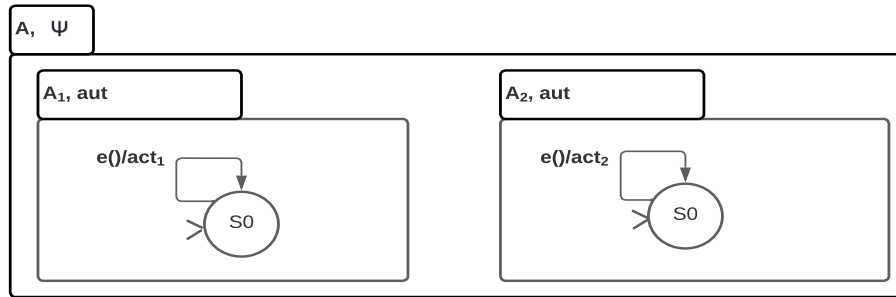 A, Ψ
A₁, aut
A₂, aut
e()/act₁
e()/act₂
S0
S0